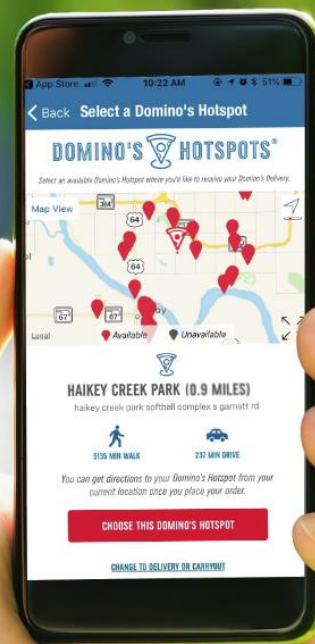 App Store 10:22 AM 51%
Back Select a Domino's Hotspot
DOMINO'S HOTSPOTS®
Select an available Domino's Hotspot where you'd like to receive your Domino's Delivery.
Map View
364
64
64
67
67
Legal
Available Unavailable
HAIKEY CREEK PARK (0.9 MILES)
haikey creek park softball complex s garnett rd
5135 MIN WALK 237 MIN DRIVE
You can get directions to your Domino's Hotspot from your
current location once you place your order.
CHOOSE THIS DOMINO'S HOTSPOT
CHANGE TO DELIVERY OR CARRYOUT